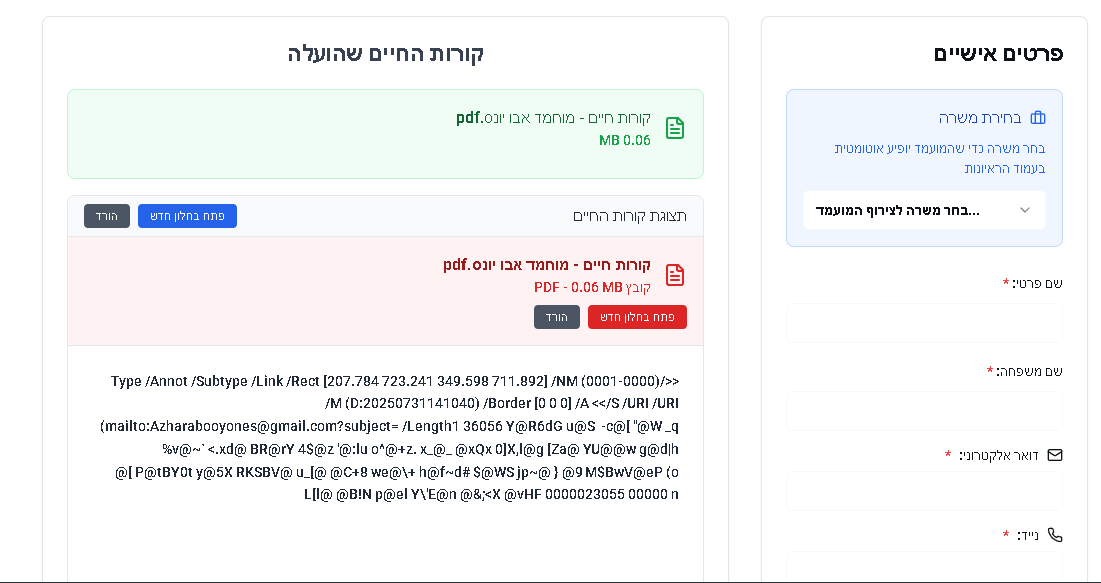 פרטים אישיים
בחירת משרה
בחר משרה כדי שהמועמד יופיע אוטומטית
בעמוד הראיונות
בחר משרה לצירוף המועמד...
שם פרטי: *
שם משפחה: *
דואר אלקטרוני: *
נייד: *
קורות החיים שהועלה
קורות חיים - מוחמד אבו יונס.pdf
0.06 MB
תצוגת קורות החיים
פתח בחלון חדש
הורד
קורות חיים - מוחמד אבו יונס.pdf
קובץ PDF - 0.06 MB
פתח בחלון חדש
הורד
Type /Annot /Subtype /Link /Rect [207.784 723.241 349.598 711.892] /NM (0001-0000)/>>
/M (D:20250731141040) /Border [0 0 0] /A <</S /URI /URI
(mailto:Azharabooyones@gmail.com?subject= /Length1 36056 Y@R6dG u@S -c@[ "@W _q
%v@~` <.xd@ BR@rY 4$@z '@:lu o^@+z. x_@_ @xQx 0]X,l@g [Za@ YU@@w g@d|h
@[ P@tBY0t y@5X RKSBV@ u_[@ @C+8 we@\+ h@f~d# $@WS jp~@ } @9 M$BwV@eP (o
L[l@ @B!N p@el Y\'E@n @&;<X @vHF 0000023055 00000 n